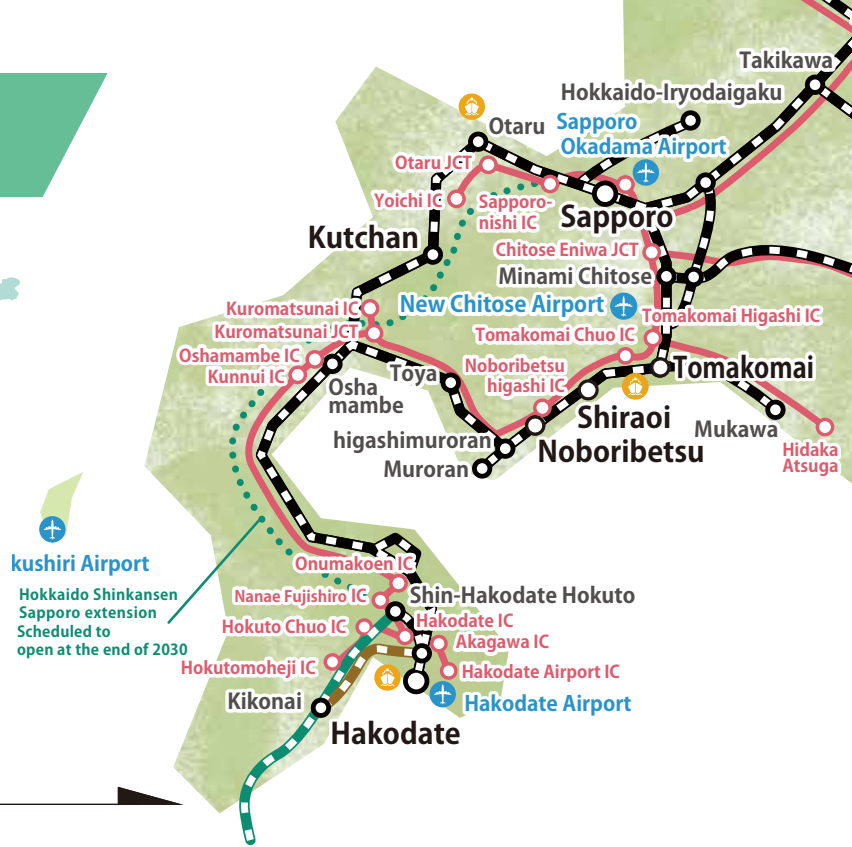 Takikawa
Hokkaido-Iryodaigaku
Otaru
Sapporo
Okadama Airport
Otaru JCT
Yoichi IC
Sapporo-
nishi IC
Sapporo
Kutchan
Chitose Eniwa JCT
Minami Chitose
New Chitose Airport
Kuromatsunai IC
Kuromatsunai JCT
Tomakomai Higashi IC
Tomakomai Chuo IC
Oshamambe IC
Kunnui IC
Toya
Noboribetsu
higashi IC
Tomakomai
Osha
mambe
Shiraoi
Mukawa
higashimuroran
Noboribetsu
Muroran
Hidaka
Atsuga
kushiri Airport
Onumakoen IC
Hokkaido Shinkansen
Sapporo extension
Scheduled to
open at the end of 2030
Nanae Fujishiro IC
Shin-Hakodate Hokuto
Hokuto Chuo IC
Hakodate IC
Akagawa IC
Hokutomoheji IC
Hakodate Airport IC
Kikonai
Hakodate Airport
Hakodate